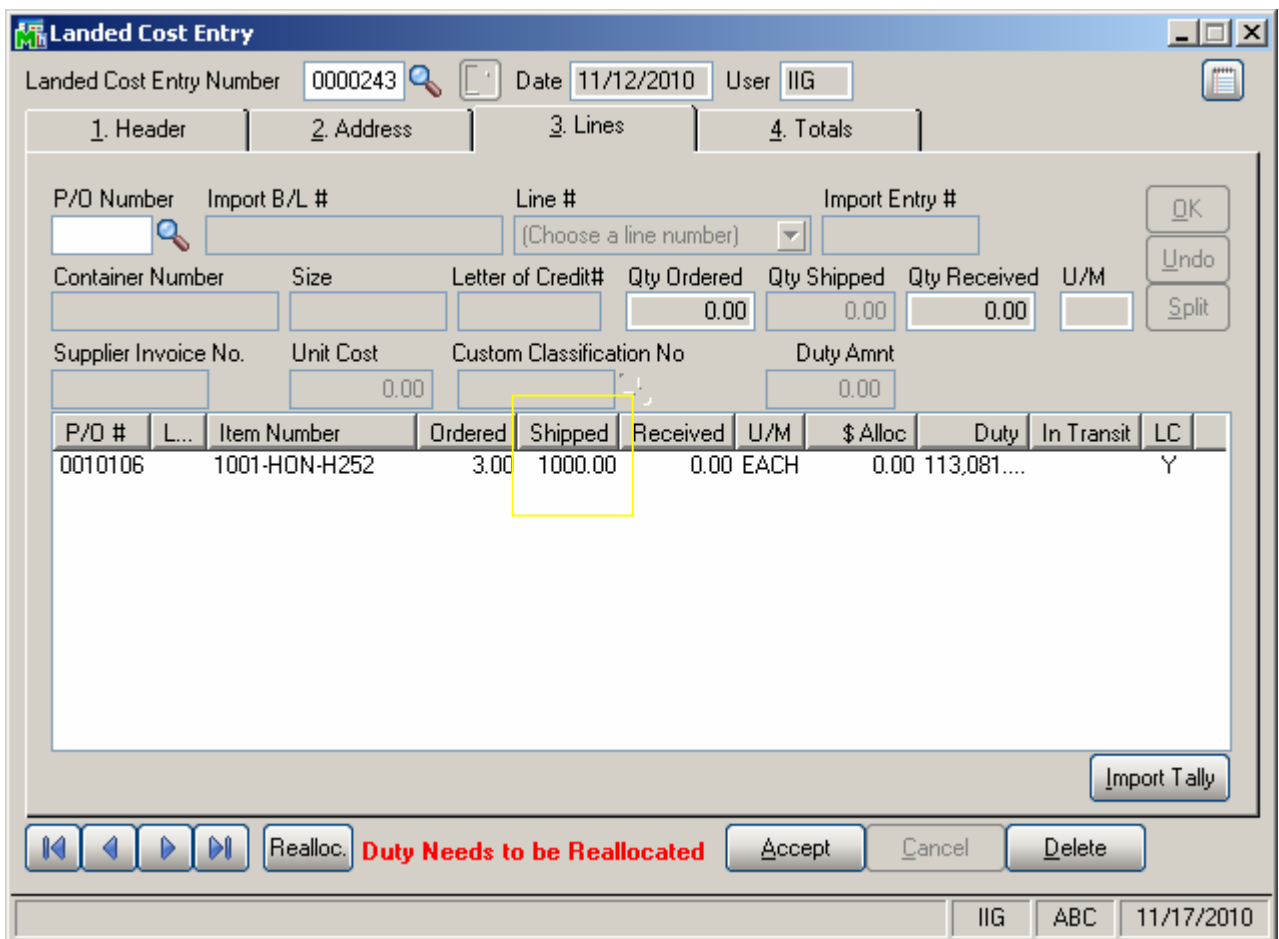 Landed Cost Entry
Landed Cost Entry Number 0000243 Date 11/12/2010 User IIG
1. Header 2. Address 3. Lines 4. Totals
P/O Number Import B/L # Line # Import Entry #
(Choose a line number)
OK
Undo
Split
Container Number Size Letter of Credit# Qty Ordered Qty Shipped Qty Received U/M
0.00 0.00 0.00
Supplier Invoice No. Unit Cost Custom Classification No Duty Amnt
0.00 0.00
P/O # L... Item Number Ordered Shipped Received U/M $ Alloc Duty In Transit LC
0010106 1001-HON-H252 3.00 1000.00 0.00 EACH 0.00 113,081.... Y
Import Tally
Realloc. Duty Needs to be Reallocated Accept Cancel Delete
IIG ABC 11/17/2010